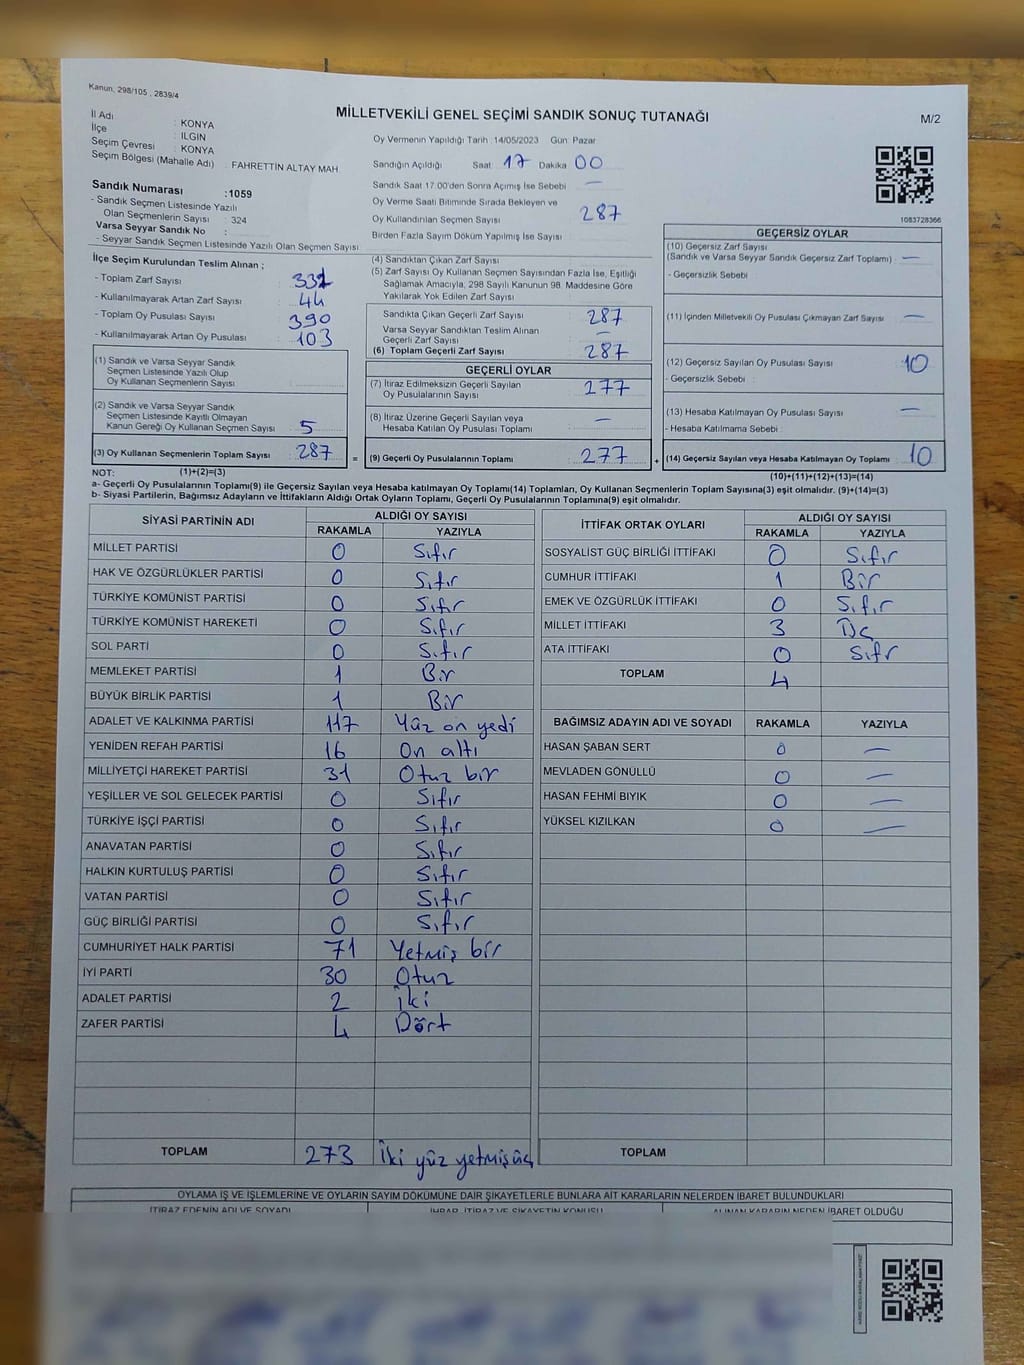 Kanun, 298/105 , 2839/4
MİLLETVEKİLİ GENEL SEÇİMİ SANDIK SONUÇ TUTANAĞI
M/2
İl Adı : KONYA
İlçe : ILGIN
Seçim Çevresi : KONYA
Seçim Bölgesi (Mahalle Adı) : FAHRETTİN ALTAY MAH
Sandık Numarası :1059
- Sandık Seçmen Listesinde Yazılı
Olan Seçmenlerin Sayısı : 324
Varsa Seyyar Sandık No :
- Seyyar Sandık Seçmen Listesinde Yazılı Olan Seçmen Sayısı
Oy Vermenin Yapıldığı Tarih :14/05/2023 Gün: Pazar
Sandığın Açıldığı Saat 17 Dakika 00
Sandık Saat 17.00'den Sonra Açımış İse Sebebi —
Oy Verme Saati Bitiminde Sırada Bekleyen ve
Oy Kullandırılan Seçmen Sayısı 287
Birden Fazla Sayım Döküm Yapılmış İse Sayısı
1083728366
İlçe Seçim Kurulundan Teslim Alınan ;
- Toplam Zarf Sayısı 331
- Kullanılmayarak Artan Zarf Sayısı 44
- Toplam Oy Pusulası Sayısı 390
- Kullanılmayarak Artan Oy Pusulası 103
(1) Sandık ve Varsa Seyyar Sandık
Seçmen Listesinde Yazılı Olup
Oy Kullanan Seçmenlerin Sayısı :
(2) Sandık ve Varsa Seyyar Sandık
Seçmen Listesinde Kayıtlı Olmayan
Kanun Gereği Oy Kullanan Seçmen Sayısı : 5
(3) Oy Kullanan Seçmenlerin Toplam Sayısı : 287
(4) Sandıktan Çıkan Zarf Sayısı
(5) Zarf Sayısı Oy Kullanan Seçmen Sayısından Fazla İse, Eşitliği
Sağlamak Amacıyla, 298 Sayılı Kanunun 98. Maddesine Göre
Yakılarak Yok Edilen Zarf Sayısı
Sandıkta Çıkan Geçerli Zarf Sayısı : 287
Varsa Seyyar Sandıktan Teslim Alınan
Geçerli Zarf Sayısı : —
(6) Toplam Geçerli Zarf Sayısı : 287
GEÇERLİ OYLAR
(7) İtiraz Edilmeksizin Geçerli Sayılan
Oy Pusulalarının Sayısı : 277
(8) İtiraz Üzerine Geçerli Sayılan veya
Hesaba Katılan Oy Pusulası Toplamı : —
= (9) Geçerli Oy Pusulalarının Toplamı : 277
GEÇERSİZ OYLAR
(10) Geçersiz Zarf Sayısı
(Sandık ve Varsa Seyyar Sandık Geçersiz Zarf Toplamı) : —
- Geçersizlik Sebebi
(11) İçinden Milletvekili Oy Pusulası Çıkmayan Zarf Sayısı : —
(12) Geçersiz Sayılan Oy Pusulası Sayısı : 10
- Geçersizlik Sebebi :
(13) Hesaba Katılmayan Oy Pusulası Sayısı : —
- Hesaba Katılmama Sebebi :
+ (14) Geçersiz Sayılan veya Hesaba Katılmayan Oy Toplamı : 10
NOT: (1)+(2)=(3)
(10)+(11)+(12)+(13)=(14)
a- Geçerli Oy Pusulalarının Toplamı(9) ile Geçersiz Sayılan veya Hesaba katılmayan Oy Toplamı(14) Toplamları, Oy Kullanan Seçmenlerin Toplam Sayısına(3) eşit olmalıdır. (9)+(14)=(3)
b- Siyasi Partilerin, Bağımsız Adayların ve İttifakların Aldığı Ortak Oyların Toplamı, Geçerli Oy Pusulalarının Toplamına(9) eşit olmalıdır.
SİYASİ PARTİNİN ADI ALDIĞI OY SAYISI
RAKAMLA YAZIYLA
MİLLET PARTİSİ 0 Sıfır
HAK VE ÖZGÜRLÜKLER PARTİSİ 0 Sıfır
TÜRKİYE KOMÜNİST PARTİSİ 0 Sıfır
TÜRKİYE KOMÜNİST HAREKETİ 0 Sıfır
SOL PARTİ 0 Sıfır
MEMLEKET PARTİSİ 1 Bir
BÜYÜK BİRLİK PARTİSİ 1 Bir
ADALET VE KALKINMA PARTİSİ 117 Yüz on yedi
YENİDEN REFAH PARTİSİ 16 On altı
MİLLİYETÇİ HAREKET PARTİSİ 31 Otuz bir
YEŞİLLER VE SOL GELECEK PARTİSİ 0 Sıfır
TÜRKİYE İŞÇİ PARTİSİ 0 Sıfır
ANAVATAN PARTİSİ 0 Sıfır
HALKIN KURTULUŞ PARTİSİ 0 Sıfır
VATAN PARTİSİ 0 Sıfır
GÜÇ BİRLİĞİ PARTİSİ 0 Sıfır
CUMHURİYET HALK PARTİSİ 71 Yetmiş bir
İYİ PARTİ 30 Otuz
ADALET PARTİSİ 2 İki
ZAFER PARTİSİ 4 Dört
TOPLAM 273 İki yüz yetmişüç
İTTİFAK ORTAK OYLARI ALDIĞI OY SAYISI
RAKAMLA YAZIYLA
SOSYALİST GÜÇ BİRLİĞİ İTTİFAKI 0 Sıfır
CUMHUR İTTİFAKI 1 Bir
EMEK VE ÖZGÜRLÜK İTTİFAKI 0 Sıfır
MİLLET İTTİFAKI 3 Üç
ATA İTTİFAKI 0 Sıfr
TOPLAM 4
BAĞIMSIZ ADAYIN ADI VE SOYADI RAKAMLA YAZIYLA
HASAN ŞABAN SERT 0 —
MEVLADEN GÖNÜLLÜ 0 —
HASAN FEHMİ BIYIK 0 —
YÜKSEL KIZILKAN 0 —
TOPLAM
OYLAMA İŞ VE İŞLEMLERİNE VE OYLARIN SAYIM DÖKÜMÜNE DAİR ŞİKAYETLERLE BUNLARA AİT KARARLARIN NELERDEN İBARET BULUNDUKLARI
İTİRAZ EDENİN ADI VE SOYADI İHBAR, İTİRAZ VE ŞİKAYETİN KONUSU ALINAN KARARIN NEDEN İBARET OLDUĞU